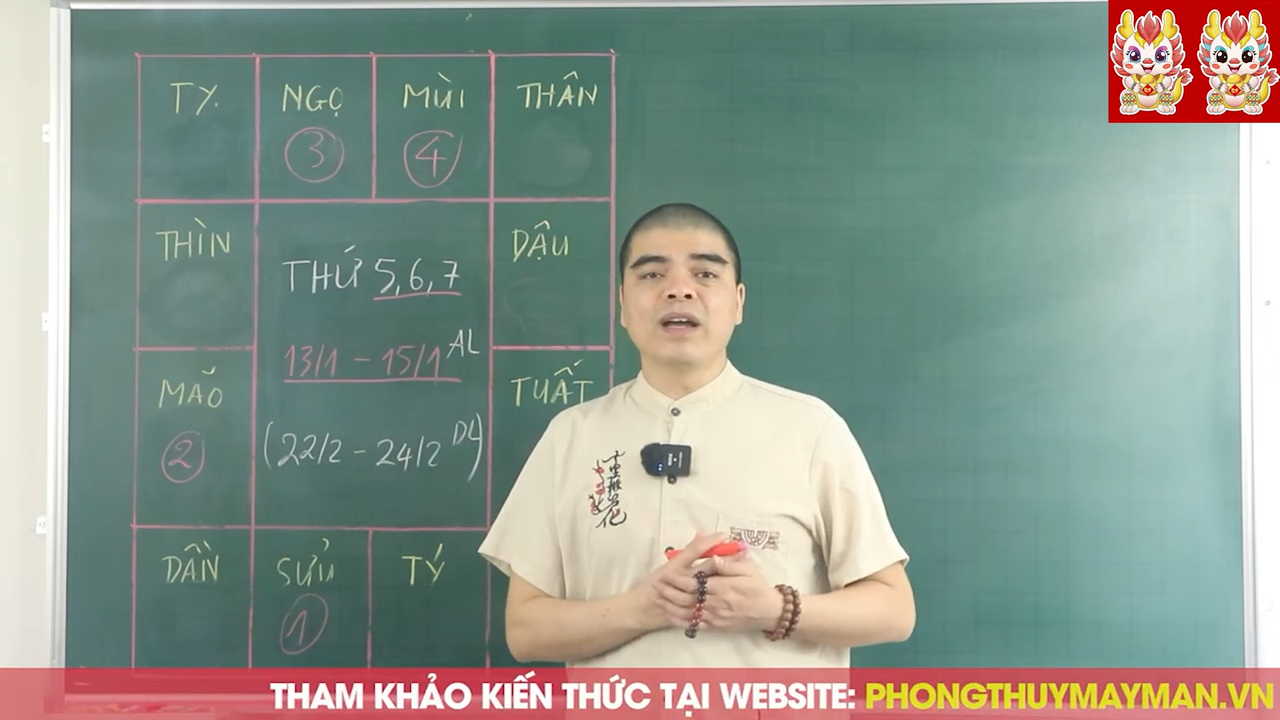 TỴ
NGỌ
MÙI
THÂN
3
4
THÌN
DẬU
THỨ 5,6,7
13/1 - 15/1 AL
MÃO
TUẤT
2
(22/2 - 24/2 DL)
DẦN
SỬU
TÝ
1
THAM KHẢO KIẾN THỨC TẠI WEBSITE: PHONGTHUYMAYMAN.VN